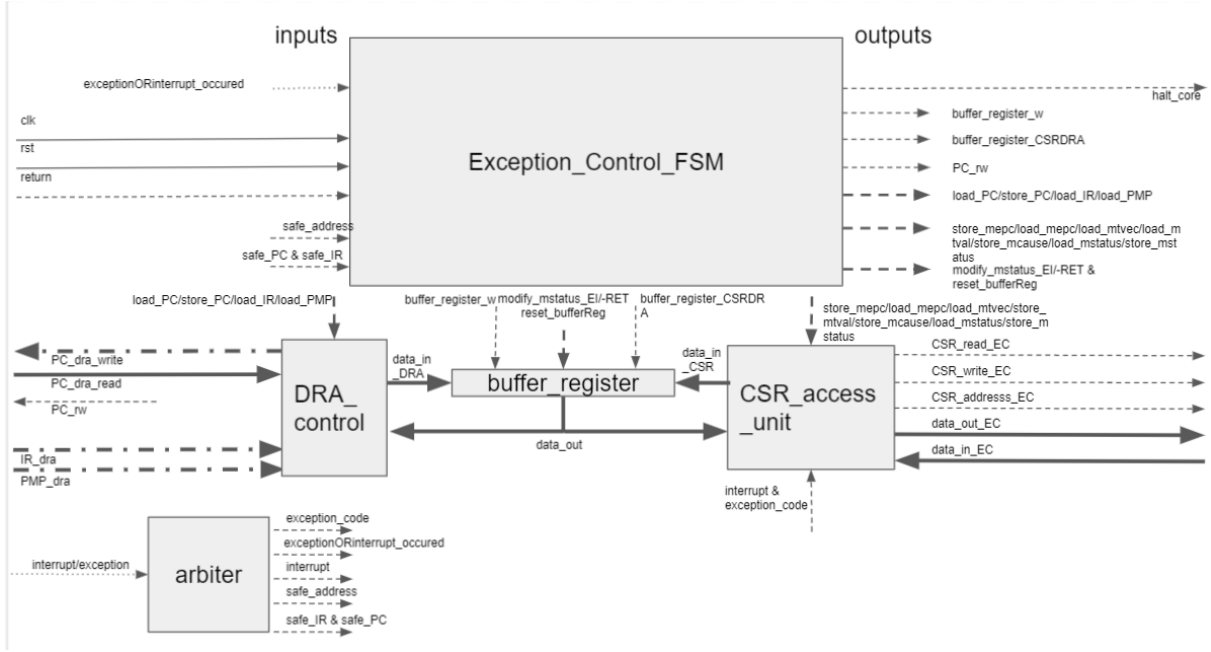 inputs
outputs
exceptionORinterrupt_occured
halt_core
clk
buffer_register_w
rst
buffer_register_CSRDRA
Exception_Control_FSM
return
PC_rw
load_PC/store_PC/load_IR/load_PMP
safe_address
store_mepc/load_mepc/load_mtvec/load_m
tval/store_mcause/load_mstatus/store_mst
atus
safe_PC & safe_IR
modify_mstatus_EI/-RET &
reset_bufferReg
load_PC/store_PC/load_IR/load_PMP
buffer_register_w
modify_mstatus_EI/-RET
reset_bufferReg
buffer_register_CSRDR
A
store_mepc/load_mepc/load_mtvec/store_
mtval/store_mcause/load_mstatus/store_m
status
PC_dra_write
PC_dra_read
PC_rw
IR_dra
PMP_dra
DRA_
control
data_in
_DRA
buffer_register
data_in
_CSR
data_out
CSR_access
_unit
CSR_read_EC
CSR_write_EC
CSR_addresss_EC
data_out_EC
data_in_EC
interrupt &
exception_code
interrupt/exception
arbiter
exception_code
exceptionORinterrupt_occured
interrupt
safe_address
safe_IR & safe_PC